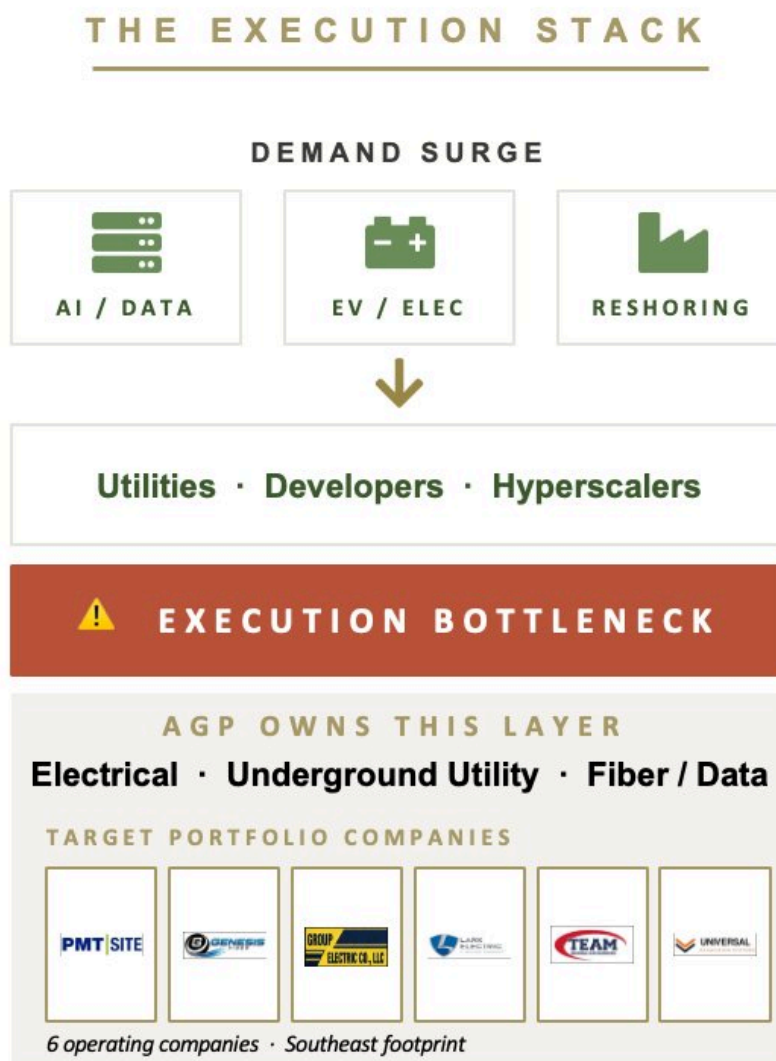 THE EXECUTION STACK
DEMAND SURGE
AI / DATA
EV / ELEC
RESHORING
Utilities · Developers · Hyperscalers
EXECUTION BOTTLENECK
AGP OWNS THIS LAYER
Electrical · Underground Utility · Fiber / Data
TARGET PORTFOLIO COMPANIES
PMT|SITE
G GENESIS
GROUP
ELECTRIC CO., LLC
LARK
ELECTRIC
TEAM
UNIVERSAL
6 operating companies · Southeast footprint